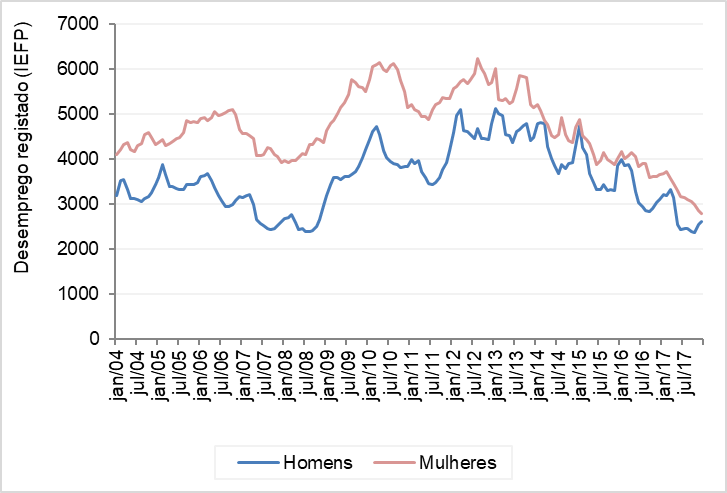 Desemprego registado (IEFP)
7000
6000
5000
4000
3000
2000
1000
0
jan/04
jul/04
jan/05
jul/05
jan/06
jul/06
jan/07
jul/07
jan/08
jul/08
jan/09
jul/09
jan/10
jul/10
jan/11
jul/11
jan/12
jul/12
jan/13
jul/13
jan/14
jul/14
jan/15
jul/15
jan/16
jul/16
jan/17
jul/17
Homens
Mulheres